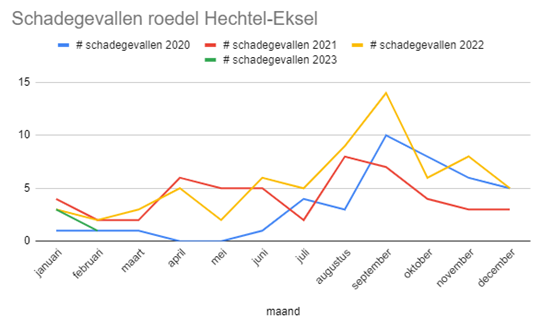 Schadegevallen roedel Hechtel-Eksel
# schadegevallen 2020 # schadegevallen 2021 # schadegevallen 2022
# schadegevallen 2023
15
10
5
0
januari februari maart april mei juni juli augustus september oktober november december
maand